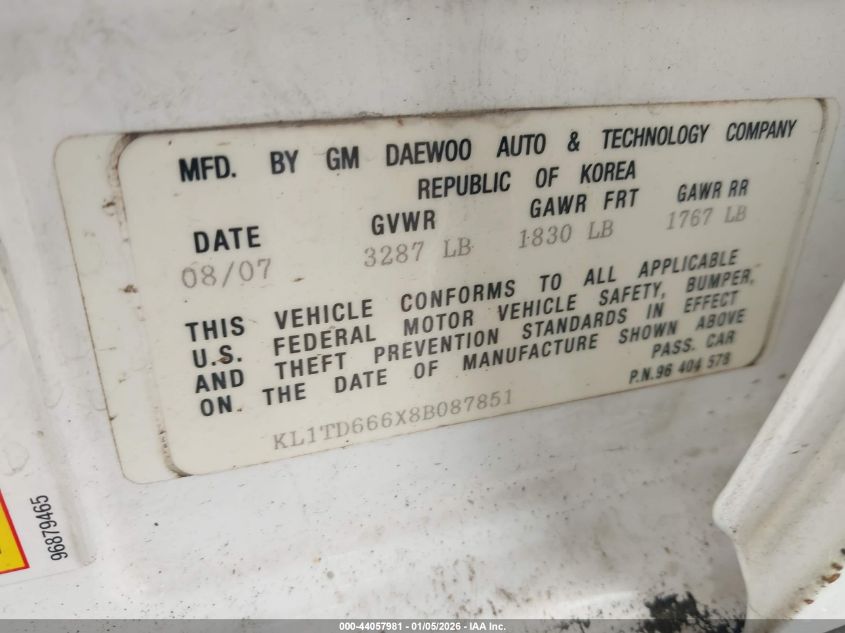 MFD. BY GM DAEWOO AUTO & TECHNOLOGY COMPANY
REPUBLIC OF KOREA
DATE GVWR GAWR FRT GAWR RR
08/07 3287 LB 1830 LB 1767 LB
THIS VEHICLE CONFORMS TO ALL APPLICABLE
U.S. FEDERAL MOTOR VEHICLE SAFETY, BUMPER,
AND THEFT PREVENTION STANDARDS IN EFFECT
ON THE DATE OF MANUFACTURE SHOWN ABOVE
PASS. CAR
P.N.96 404 578
KL1TD666X8B087851
96879465
000-44057981 - 01/05/2026 - IAA Inc.